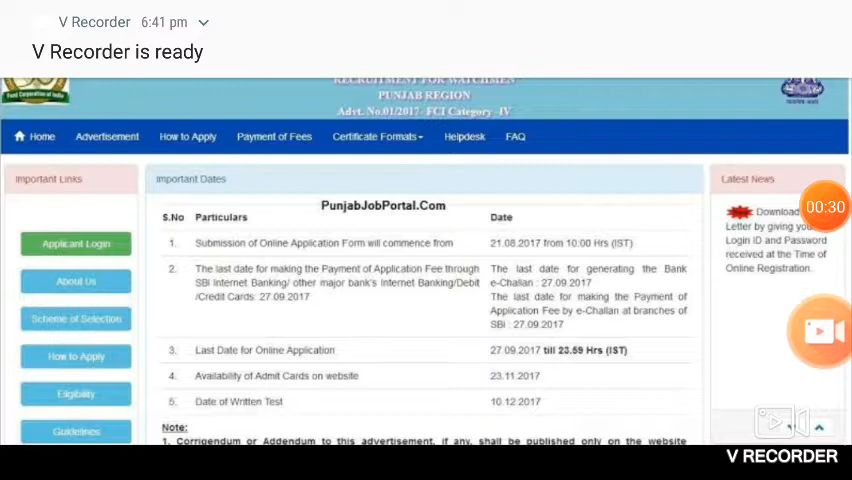 V Recorder 6:41 pm
V Recorder is ready
Food Corporation of India
RECRUITMENT FOR WATCHMEN
PUNJAB REGION
Advt. No.01/2017- FCI Category -IV
Home Advertisement How to Apply Payment of Fees Certificate Formats Helpdesk FAQ
Important Links
Applicant Login
About Us
Scheme of Selection
How to Apply
Eligibility
Guidelines
Important Dates
PunjabJobPortal.Com
S.No Particulars Date
1. Submission of Online Application Form will commence from 21.08.2017 from 10:00 Hrs (IST)
2. The last date for making the Payment of Application Fee through The last date for generating the Bank
SBI Internet Banking/ other major bank's Internet Banking/Debit e-Challan : 27.09.2017
/Credit Cards: 27.09.2017 The last date for making the Payment of
Application Fee by e-Challan at branches of
SBI : 27.09.2017
3. Last Date for Online Application 27.09.2017 till 23.59 Hrs (IST)
4. Availability of Admit Cards on website 23.11.2017
5. Date of Written Test 10.12.2017
Note:
1. Corrigendum or Addendum to this advertisement, if any, shall be published only on the website
Latest News
Download
Letter by giving you
Login ID and Password
received at the Time of
Online Registration.
00:30
V RECORDER